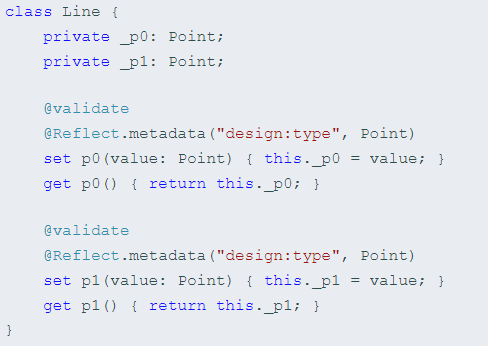 class Line {
    private _p0: Point;
    private _p1: Point;

    @validate
    @Reflect.metadata("design:type", Point)
    set p0(value: Point) { this._p0 = value; }
    get p0() { return this._p0; }

    @validate
    @Reflect.metadata("design:type", Point)
    set p1(value: Point) { this._p1 = value; }
    get p1() { return this._p1; }
}